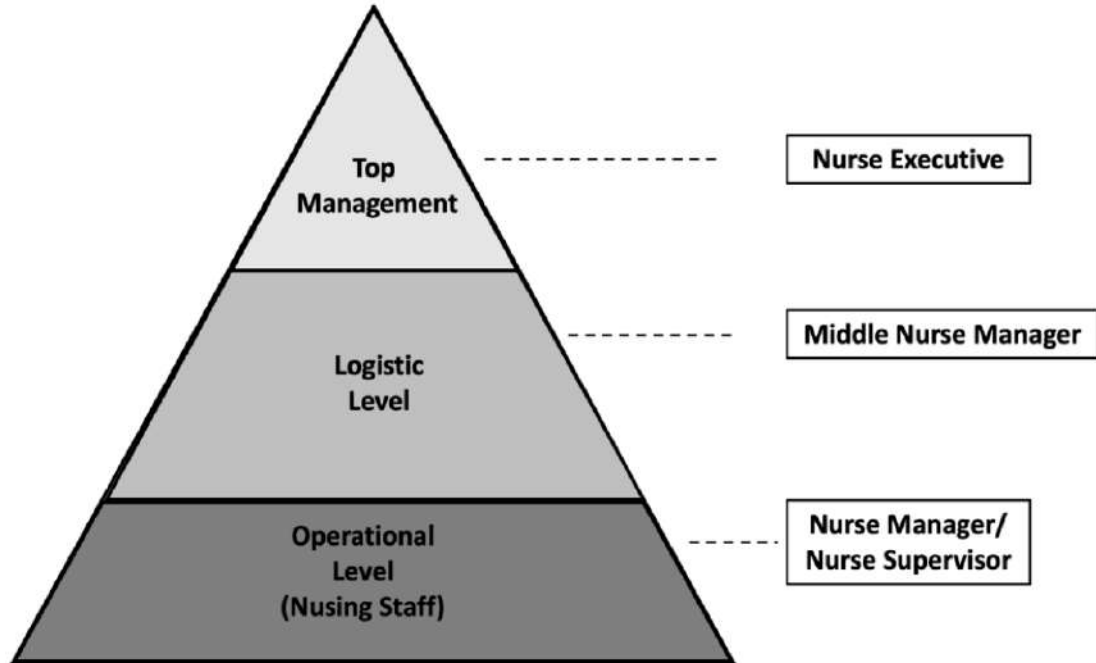 Top
Management
Nurse Executive
Logistic
Level
Middle Nurse Manager
Operational
Level
(Nusing Staff)
Nurse Manager/
Nurse Supervisor